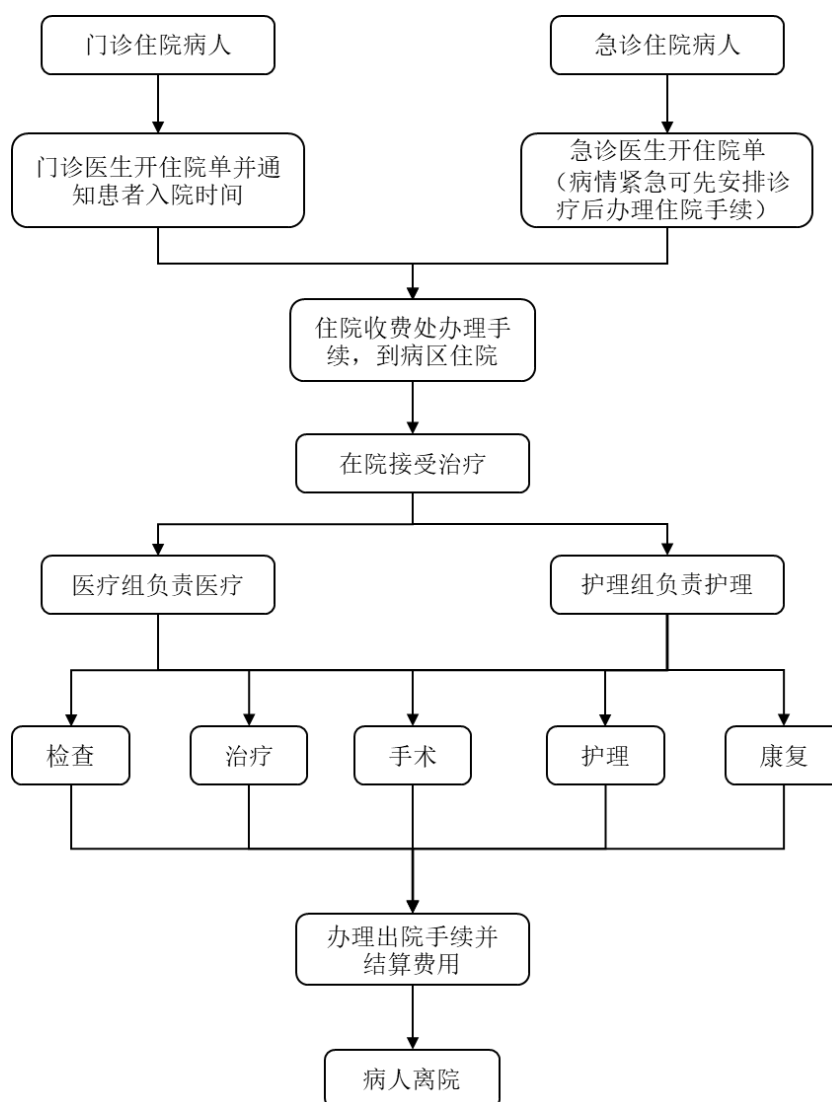 门诊住院病人
急诊住院病人
门诊医生开住院单并通
知患者入院时间
急诊医生开住院单
（病情紧急可先安排诊
疗后办理住院手续）
住院收费处办理手
续，到病区住院
在院接受治疗
医疗组负责医疗
护理组负责护理
检查
治疗
手术
护理
康复
办理出院手续并
结算费用
病人离院